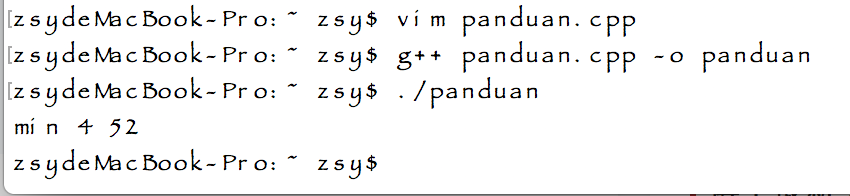 [zsydeMacBook-Pro:~ zsy$ vim panduan.cpp
[zsydeMacBook-Pro:~ zsy$ g++ panduan.cpp -o panduan
[zsydeMacBook-Pro:~ zsy$ ./panduan
min 4 52
zsydeMacBook-Pro:~ zsy$